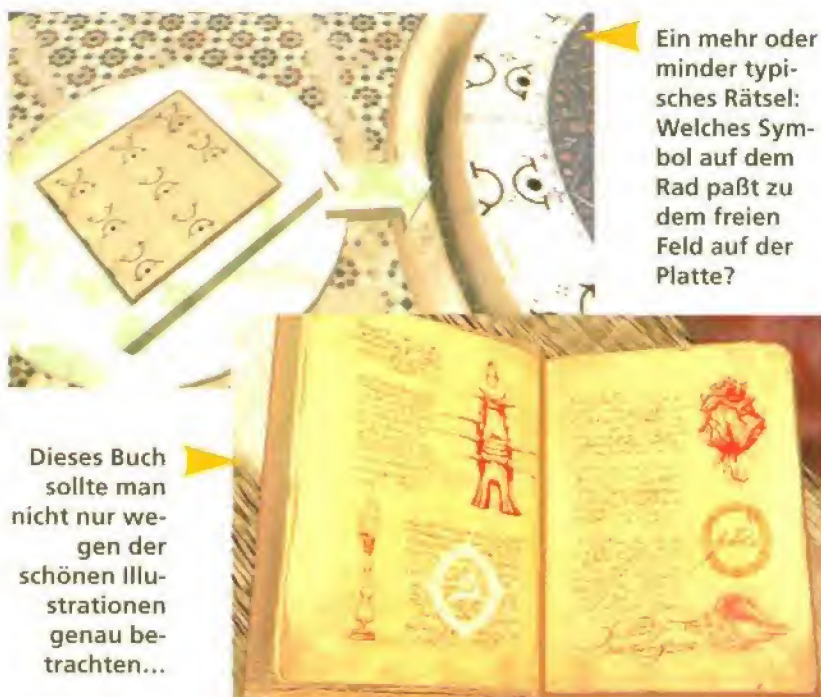 Ein mehr oder
minder typi-
sches Rätsel:
Welches Sym-
bol auf dem
Rad paßt zu
dem freien
Feld auf der
Platte?
Dieses Buch
sollte man
nicht nur we-
gen der
schönen Illu-
strationen
genau be-
trachten...